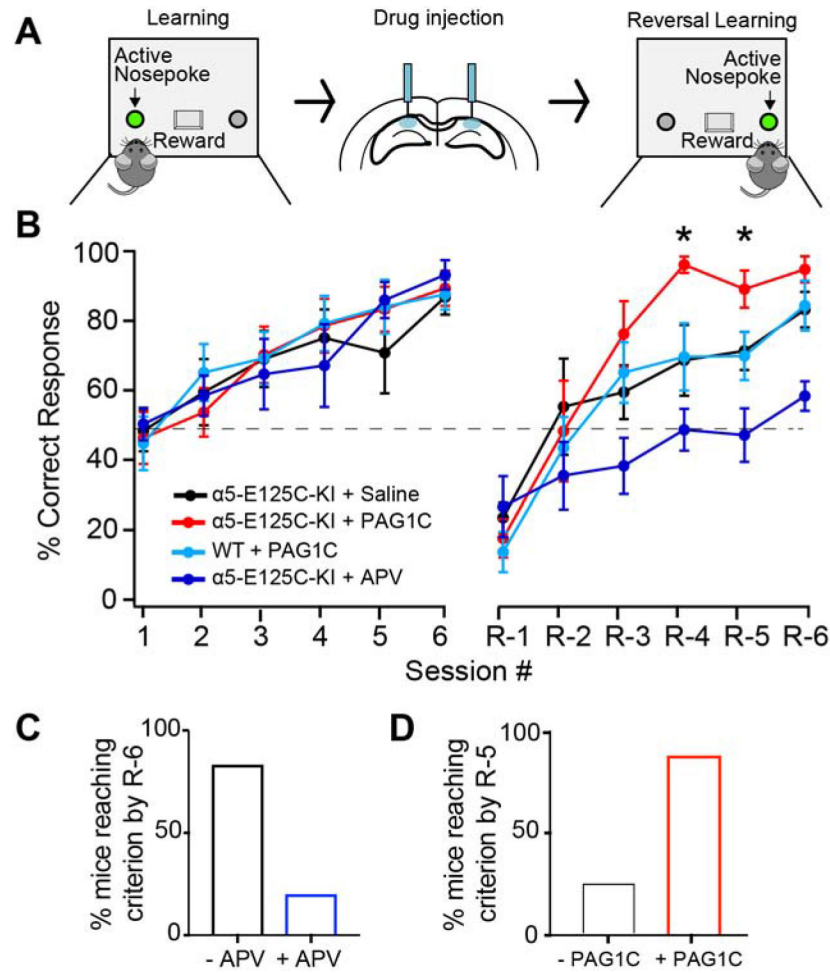 A
Learning
Drug injection
Reversal Learning
Active
Nosepoke
Reward
Active
Nosepoke
Reward
B
% Correct Response
100
80
60
40
20
0
α5-E125C-KI + Saline
α5-E125C-KI + PAG1C
WT + PAG1C
α5-E125C-KI + APV
* *
1 2 3 4 5 6 R-1 R-2 R-3 R-4 R-5 R-6
Session #
C
% mice reaching
criterion by R-6
100
50
0
- APV + APV
D
% mice reaching
criterion by R-5
100
50
0
- PAG1C + PAG1C